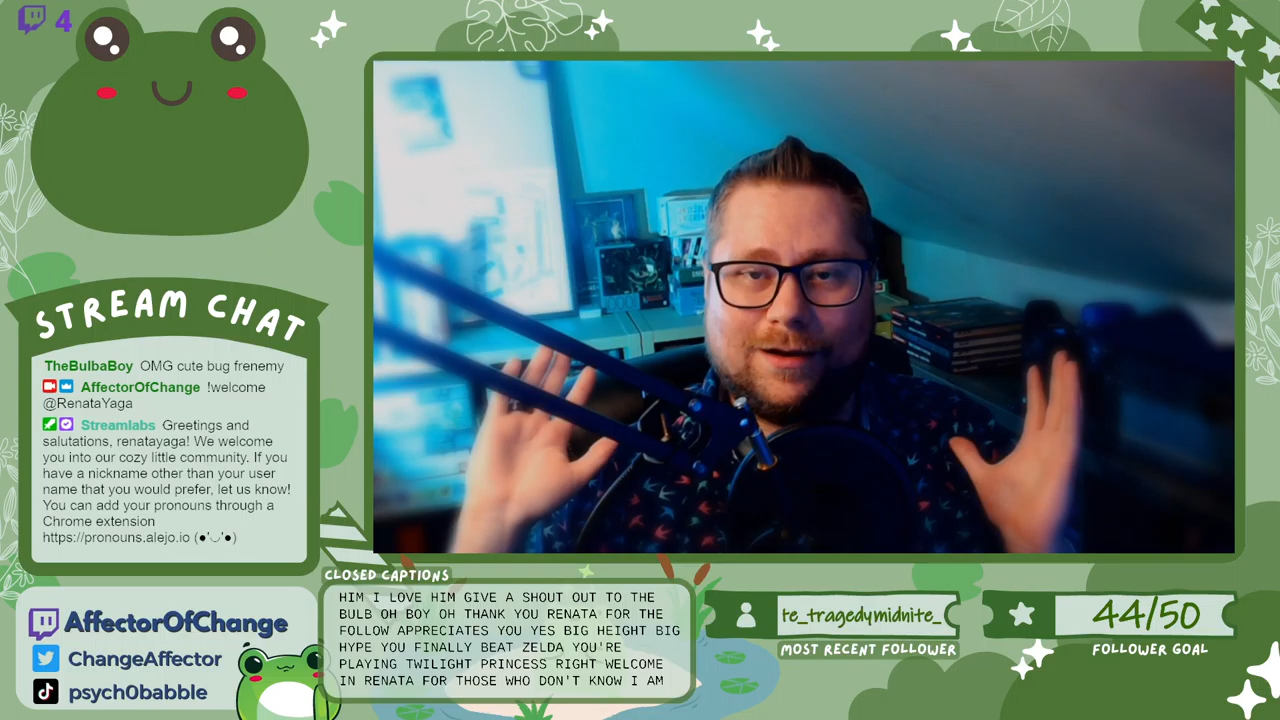 4
STREAM CHAT
TheBulbaBoy OMG cute bug frenemy
AffectorOfChange !welcome
@RenataYaga
Streamlabs Greetings and
salutations, renatayaga! We welcome
you into our cozy little community. If you
have a nickname other than your user
name that you would prefer, let us know!
You can add your pronouns through a
Chrome extension
https://pronouns.alejo.io (●'◡'●)
AffectorOfChange
ChangeAffector
psych0babble
CLOSED CAPTIONS
HIM I LOVE HIM GIVE A SHOUT OUT TO THE
BULB OH BOY OH THANK YOU RENATA FOR THE
FOLLOW APPRECIATES YOU YES BIG HEIGHT BIG
HYPE YOU FINALLY BEAT ZELDA YOU'RE
PLAYING TWILIGHT PRINCESS RIGHT WELCOME
IN RENATA FOR THOSE WHO DON'T KNOW I AM
te_tragedymidnite_
MOST RECENT FOLLOWER
44/50
FOLLOWER GOAL